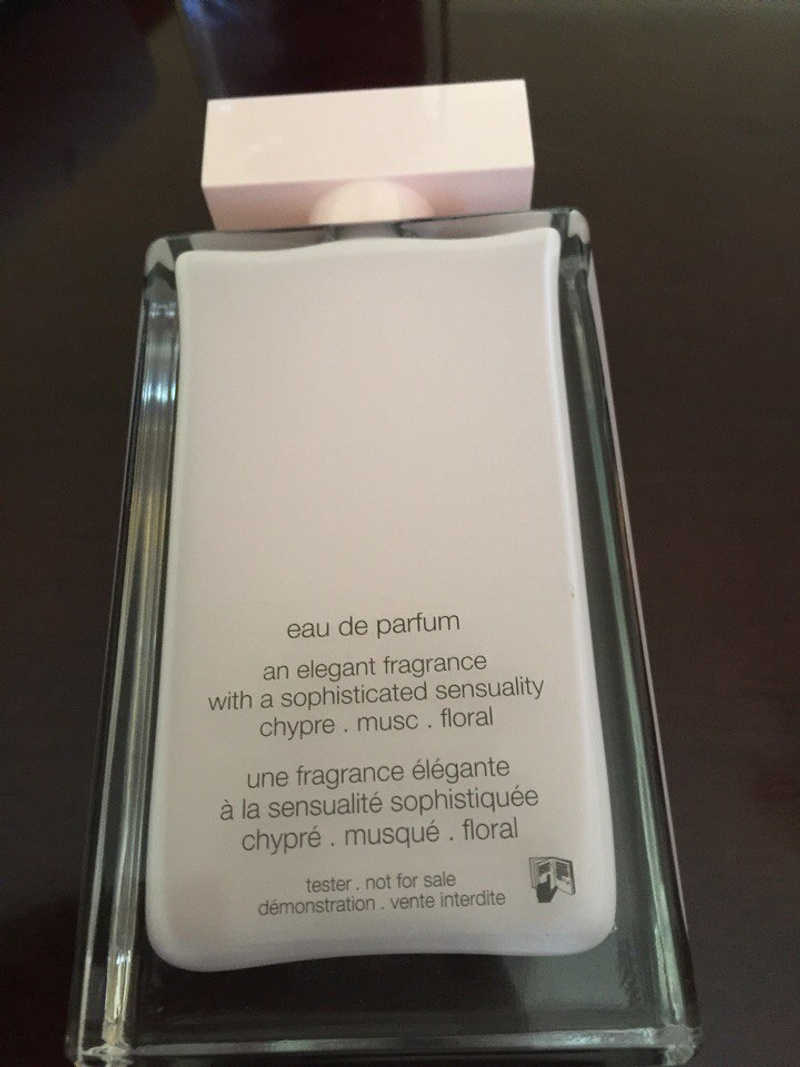 eau de parfum
an elegant fragrance
with a sophisticated sensuality
chypre . musc . floral
une fragrance élégante
à la sensualité sophistiquée
chypré . musqué . floral
tester . not for sale
démonstration . vente interdite